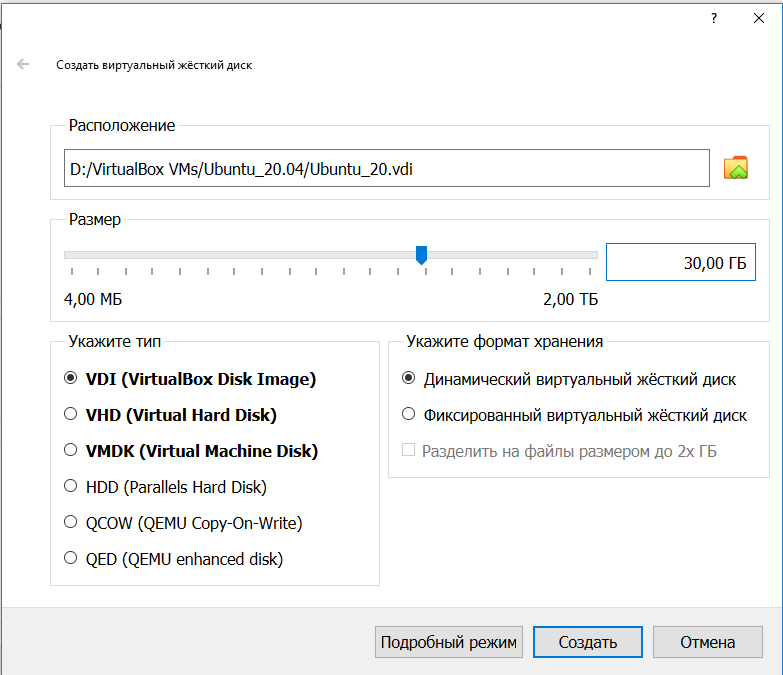 ?
Создать виртуальный жёсткий диск
Расположение
D:/VirtualBox VMs/Ubuntu_20.04/Ubuntu_20.vdi
Размер
30,00 ГБ
4,00 МБ 2,00 ТБ
Укажите тип
VDI (VirtualBox Disk Image)
VHD (Virtual Hard Disk)
VMDK (Virtual Machine Disk)
HDD (Parallels Hard Disk)
QCOW (QEMU Copy-On-Write)
QED (QEMU enhanced disk)
Укажите формат хранения
Динамический виртуальный жёсткий диск
Фиксированный виртуальный жёсткий диск
Разделить на файлы размером до 2х ГБ
Подробный режим Создать Отмена